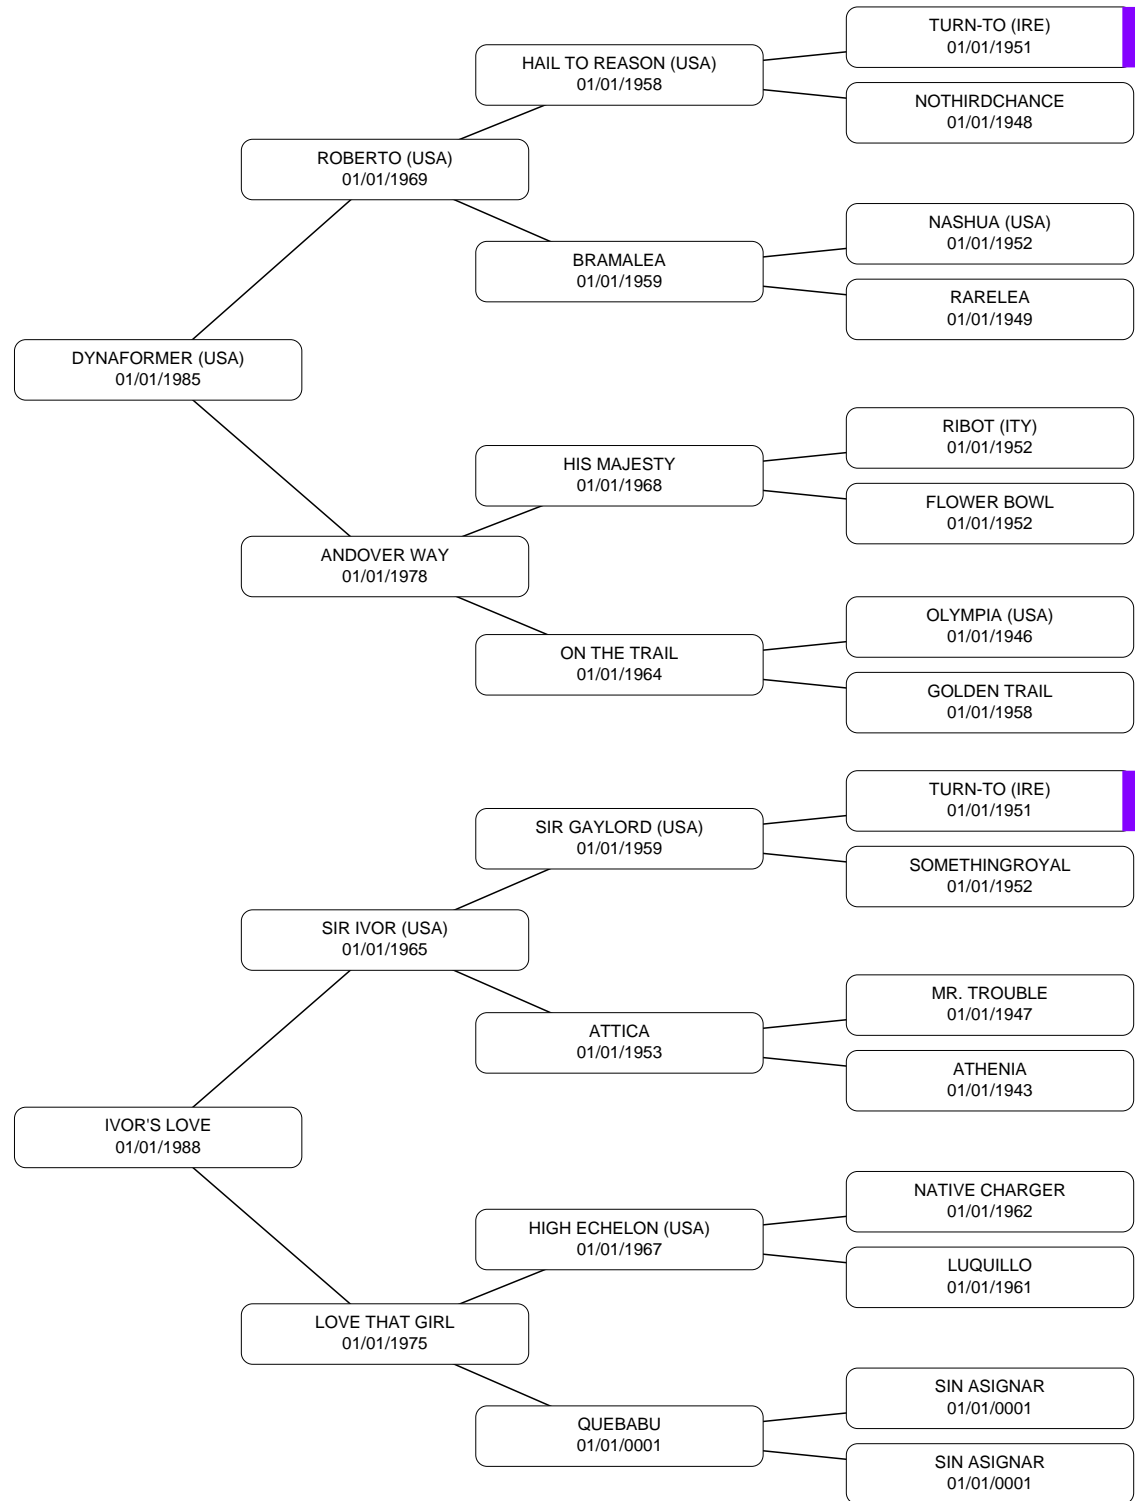 TURN-TO (IRE)
01/01/1951
HAIL TO REASON (USA)
01/01/1958
NOTHIRDCHANCE
01/01/1948
ROBERTO (USA)
01/01/1969
NASHUA (USA)
01/01/1952
BRAMALEA
01/01/1959
RARELEA
01/01/1949
DYNAFORMER (USA)
01/01/1985
RIBOT (ITY)
01/01/1952
HIS MAJESTY
01/01/1968
FLOWER BOWL
01/01/1952
ANDOVER WAY
01/01/1978
OLYMPIA (USA)
01/01/1946
ON THE TRAIL
01/01/1964
GOLDEN TRAIL
01/01/1958
TURN-TO (IRE)
01/01/1951
SIR GAYLORD (USA)
01/01/1959
SOMETHINGROYAL
01/01/1952
SIR IVOR (USA)
01/01/1965
MR. TROUBLE
01/01/1947
ATTICA
01/01/1953
ATHENIA
01/01/1943
IVOR'S LOVE
01/01/1988
NATIVE CHARGER
01/01/1962
HIGH ECHELON (USA)
01/01/1967
LUQUILLO
01/01/1961
LOVE THAT GIRL
01/01/1975
SIN ASIGNAR
01/01/0001
QUEBABU
01/01/0001
SIN ASIGNAR
01/01/0001